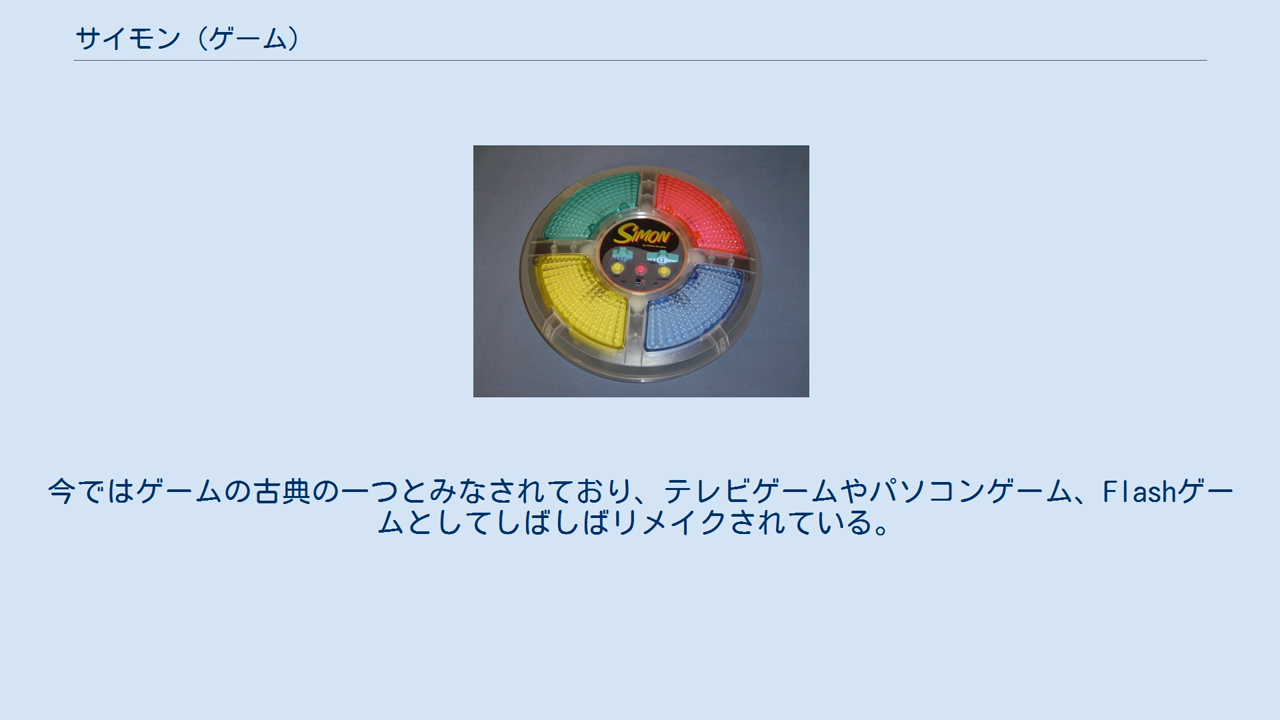 サイモン（ゲーム）
SIMON
今ではゲームの古典の一つとみなされており、テレビゲームやパソコンゲーム、Flashゲー
ムとしてしばしばリメイクされている。